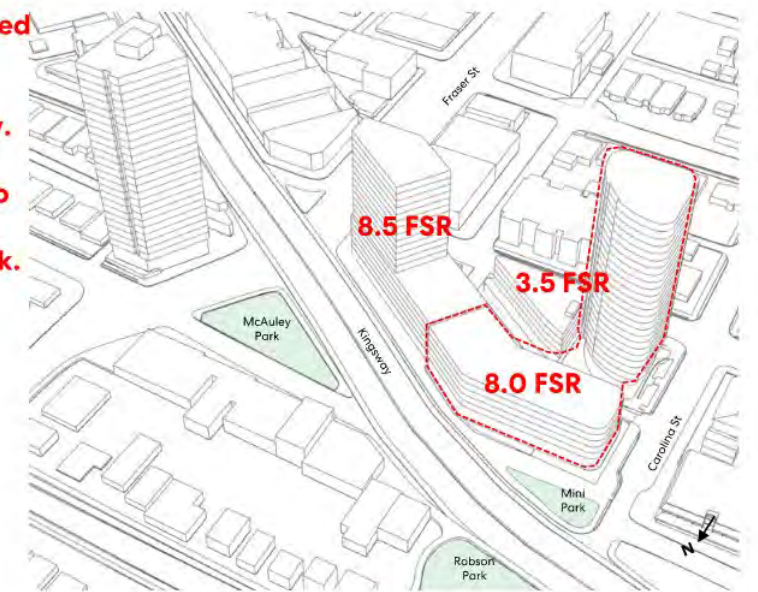 ed
.
k.
Fraser St
8.5 FSR
3.5 FSR
McAuley
Park
Kingsway
8.0 FSR
Carolina St
Mini
Park
N
Robson
Park